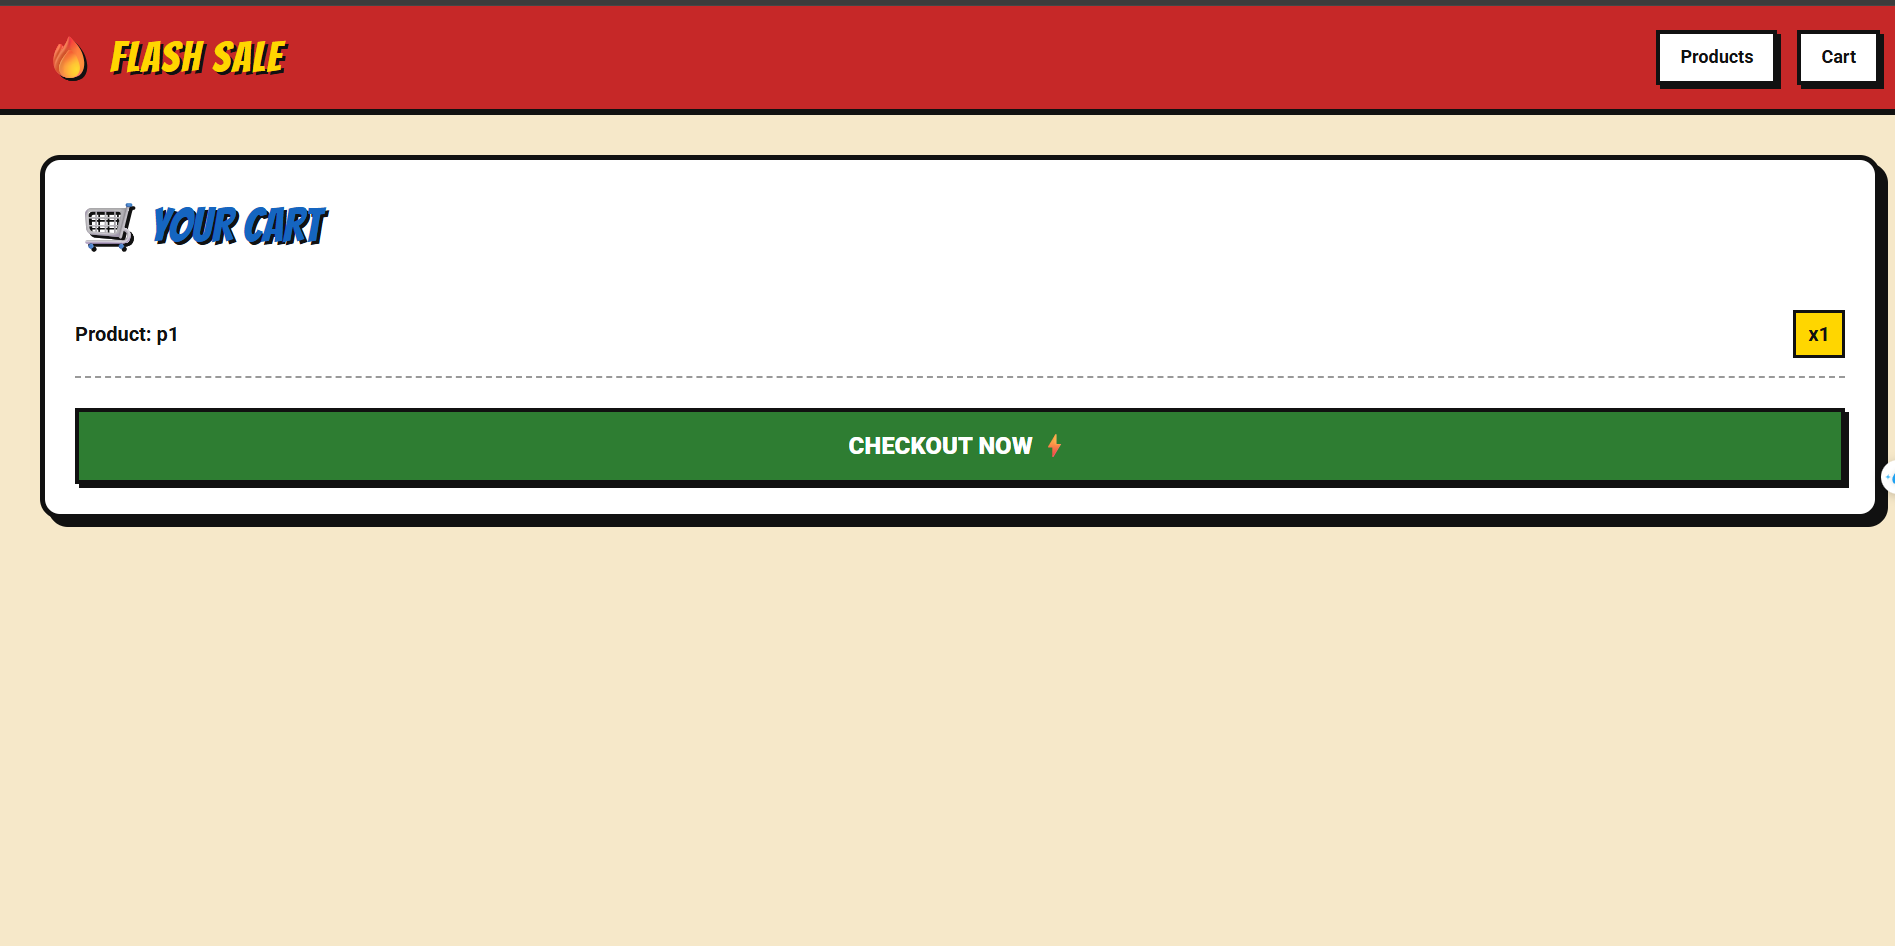 FLASH SALE
Products
Cart
YOUR CART
Product: p1
x1
CHECKOUT NOW